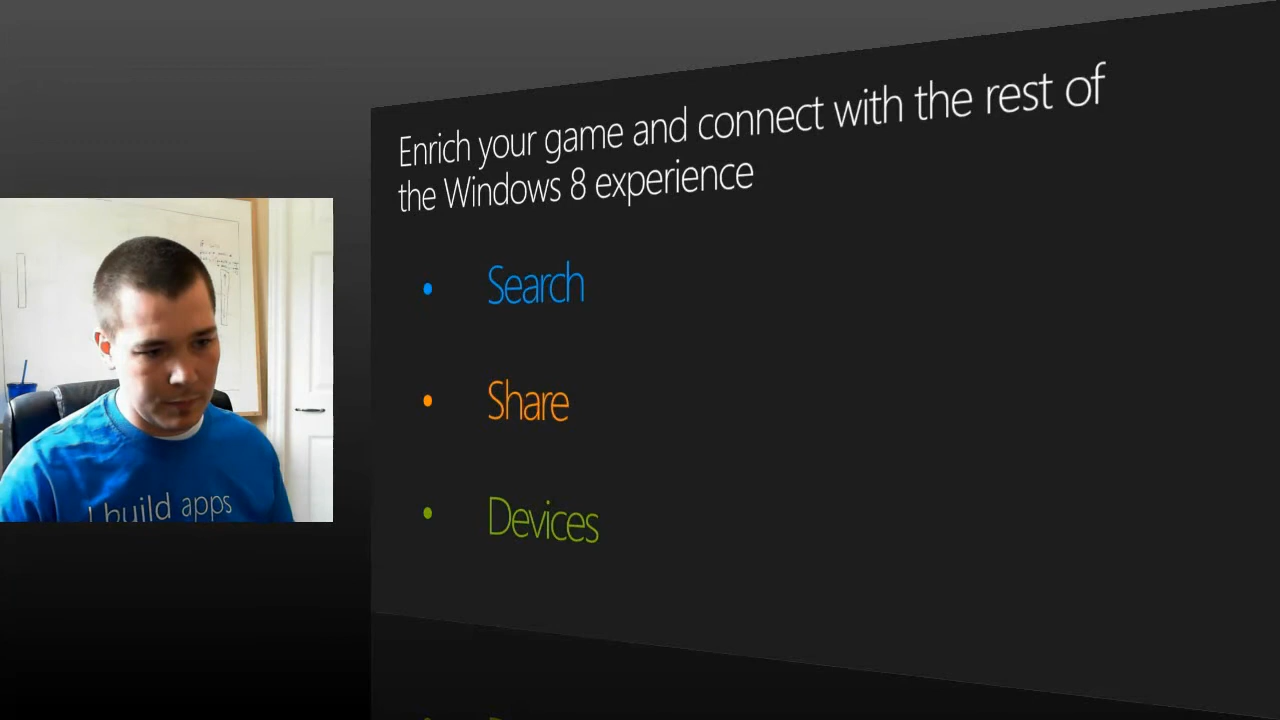 Enrich your game and connect with the rest of
the Windows 8 experience
• Search
• Share
• Devices
I build apps